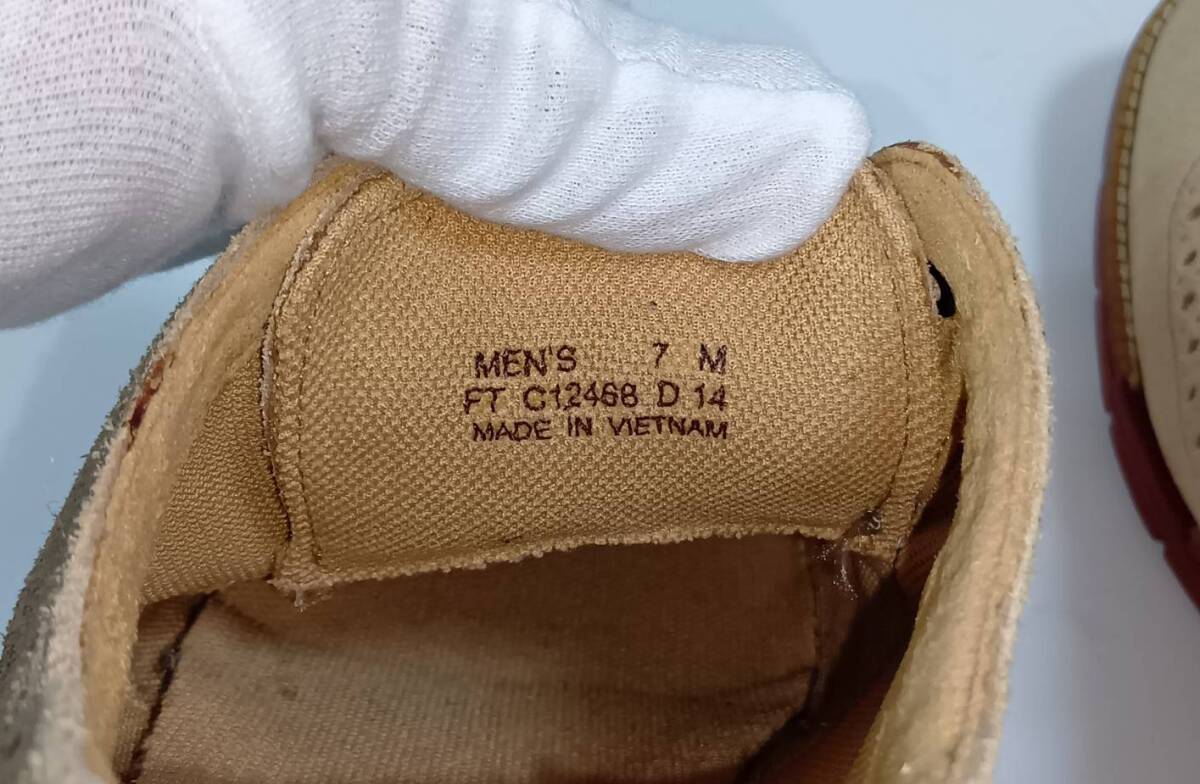 MEN'S 7 M
FT C12468 D 14
MADE IN VIETNAM